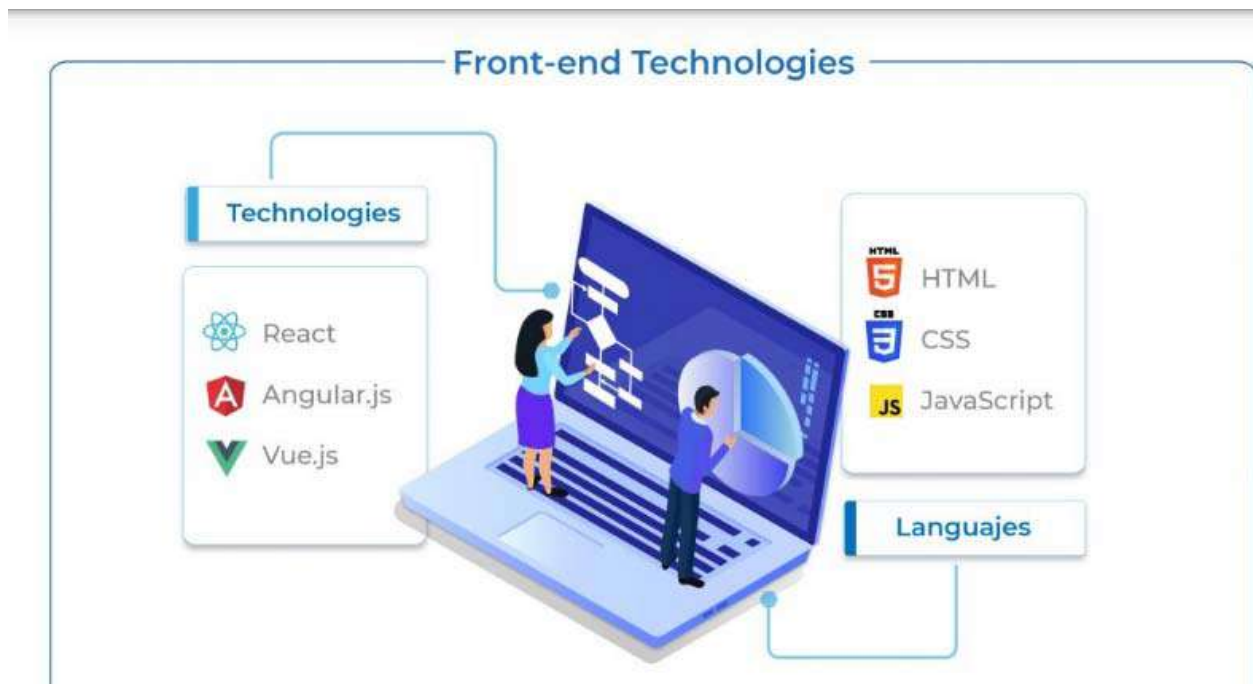 Front-end Technologies
Technologies
React
Angular.js
Vue.js
HTML
HTML
CSS
CSS
JS
JavaScript
Languajes